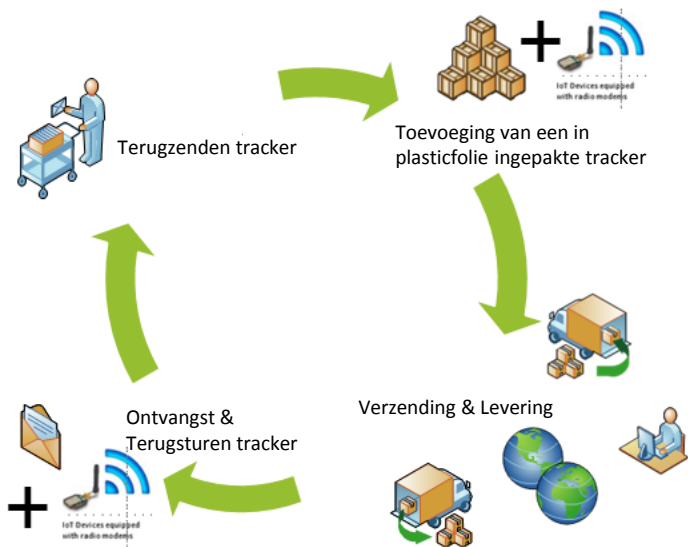 IoT Devices equipped
with radio modems
Toevoeging van een in
plasticfolie ingepakte tracker
Terugzenden tracker
Verzending & Levering
Ontvangst &
Terugsturen tracker
IoT Devices equipped
with radio modems